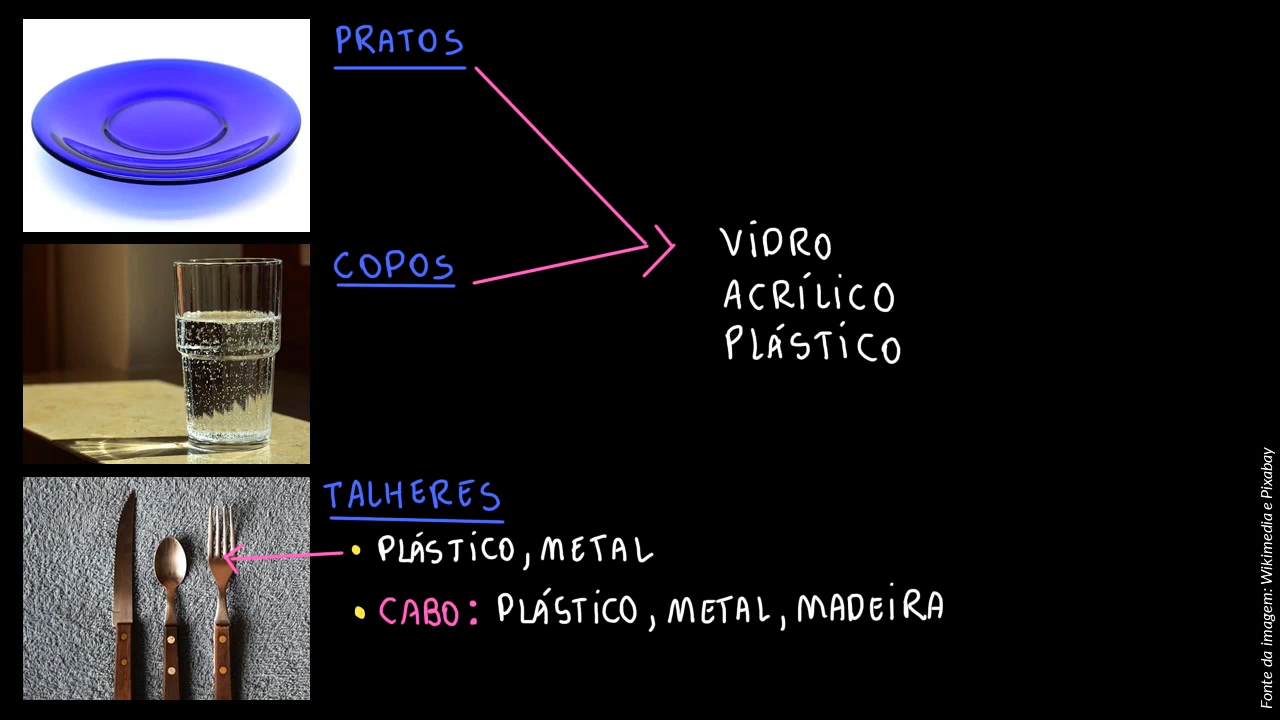 PRATOS
COPOS
VIDRO
ACRÍLICO
PLÁSTICO
TALHERES
• PLÁSTICO, METAL
• CABO: PLÁSTICO, METAL, MADEIRA
Fonte da imagem: Wikimedia e Pixabay